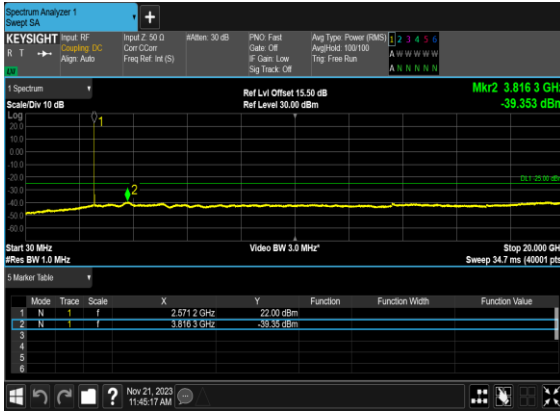 Spectrum Analyzer 1
Swept SA
KEYSIGHT
R T
Input: RF
Coupling: DC
Align: Auto
Input Z: 50 Ω
Corr CCorr
Freq Ref: Int (S)
#Atten: 30 dB
PNO: Fast
Gate: Off
IF Gain: Low
Sig Track: Off
Avg Type: Power (RMS)
Avg|Hold: 100/100
Trig: Free Run
1 2 3 4 5 6
A W W W W W
A N N N N N
1 Spectrum
Scale/Div 10 dB
Ref Lvl Offset 15.50 dB
Ref Level 30.00 dBm
Mkr2 3.816 3 GHz
-39.353 dBm
Log
20.0
10.0
0.00
-10.0
-20.0
-30.0
-40.0
-50.0
-60.0
1
2
Start 30 MHz
#Res BW 1.0 MHz
Video BW 3.0 MHz*
Stop 20.000 GH
Sweep 34.7 ms (40001 pts
5 Marker Table
Mode Trace Scale X Y Function Function Width Function Value
1 N 1 f 2.571 2 GHz 22.00 dBm
2 N 1 f 3.816 3 GHz -39.35 dBm
3
4
5
6
?
Nov 21, 2023
11:45:17 AM